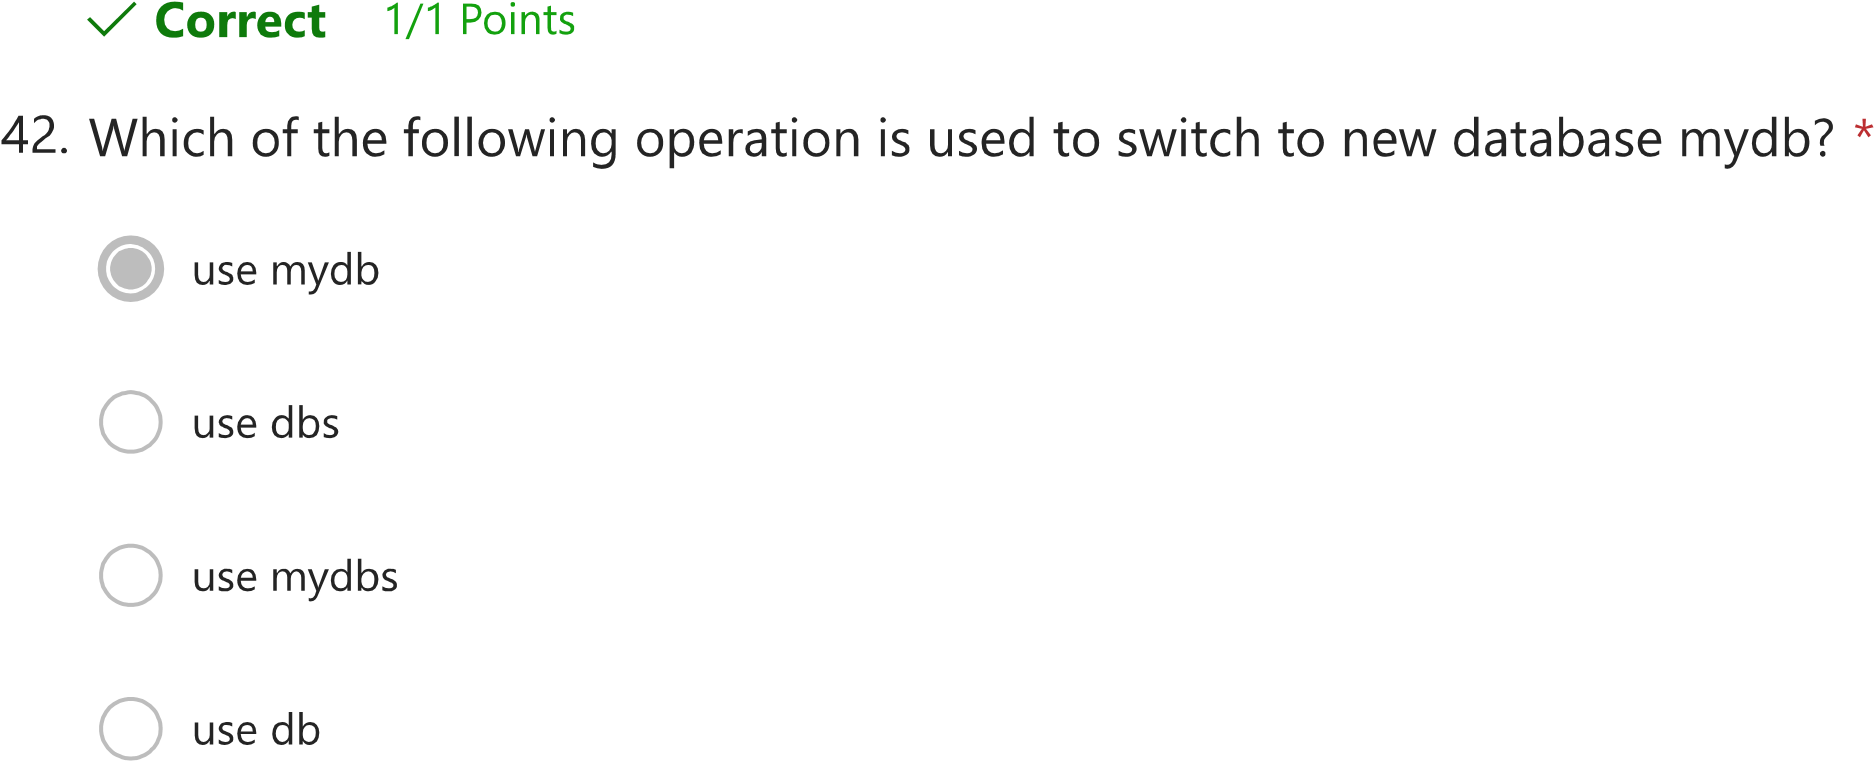 Correct 1/1 Points
42. Which of the following operation is used to switch to new database mydb? *
use mydb
use dbs
use mydbs
use db